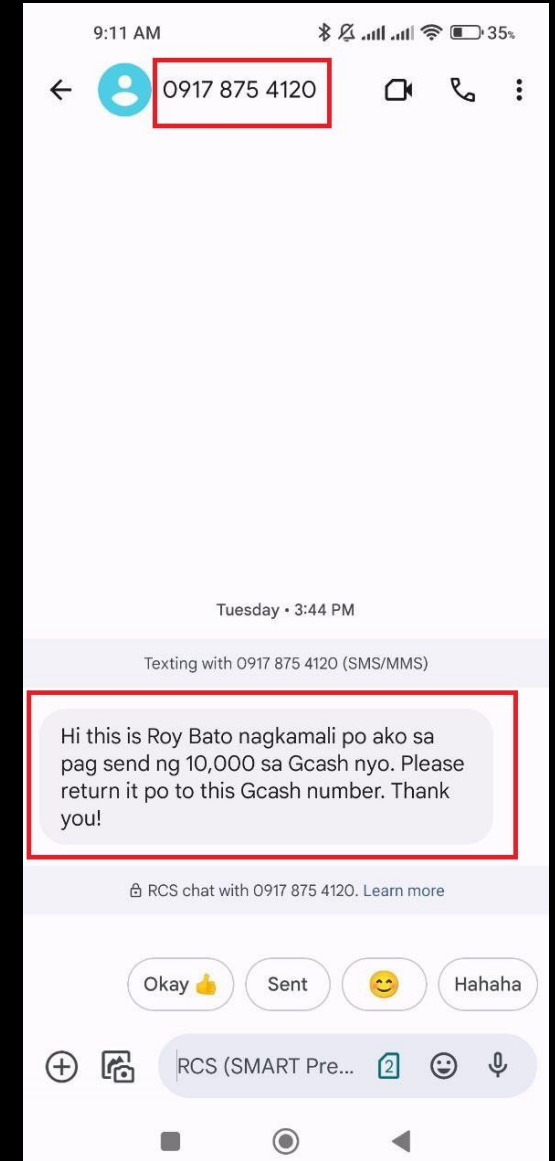 9:11 AM 35%
0917 875 4120
Tuesday • 3:44 PM
Texting with 0917 875 4120 (SMS/MMS)
Hi this is Roy Bato nagkamali po ako sa
pag send ng 10,000 sa Gcash nyo. Please
return it po to this Gcash number. Thank
you!
RCS chat with 0917 875 4120. Learn more
Okay 👍 Sent 😊 Hahaha
RCS (SMART Pre... 2